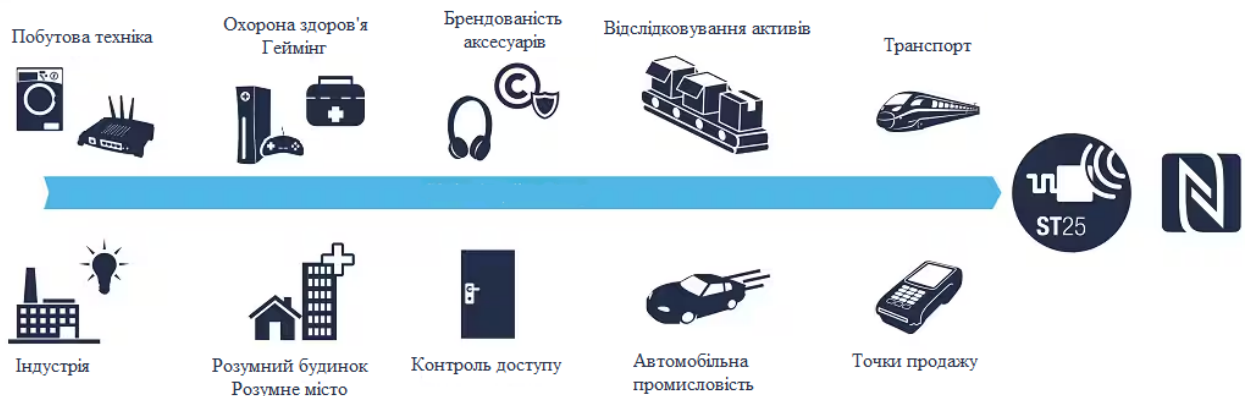 Побутова техніка
Охорона здоров'я
Геймінг
Брендованість
аксесуарів
Відслідковування активів
Транспорт
ST25
Індустрія
Розумний будинок
Розумне місто
Контроль доступу
Автомобільна
промисловість
Точки продажу